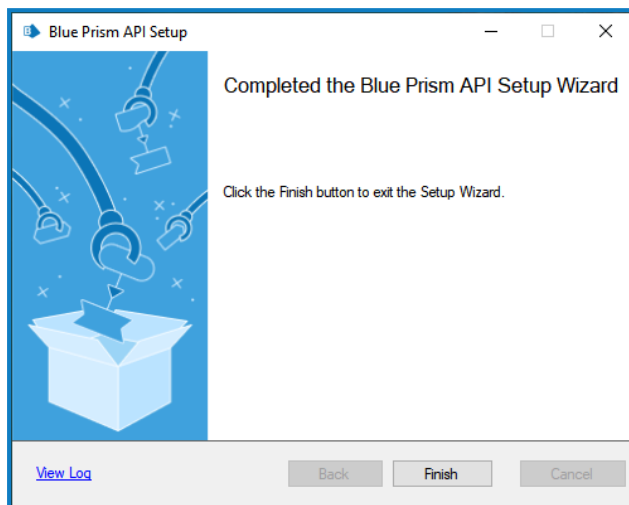 Blue Prism API Setup
Completed the Blue Prism API Setup Wizard
Click the Finish button to exit the Setup Wizard.
View Log
Back
Finish
Cancel